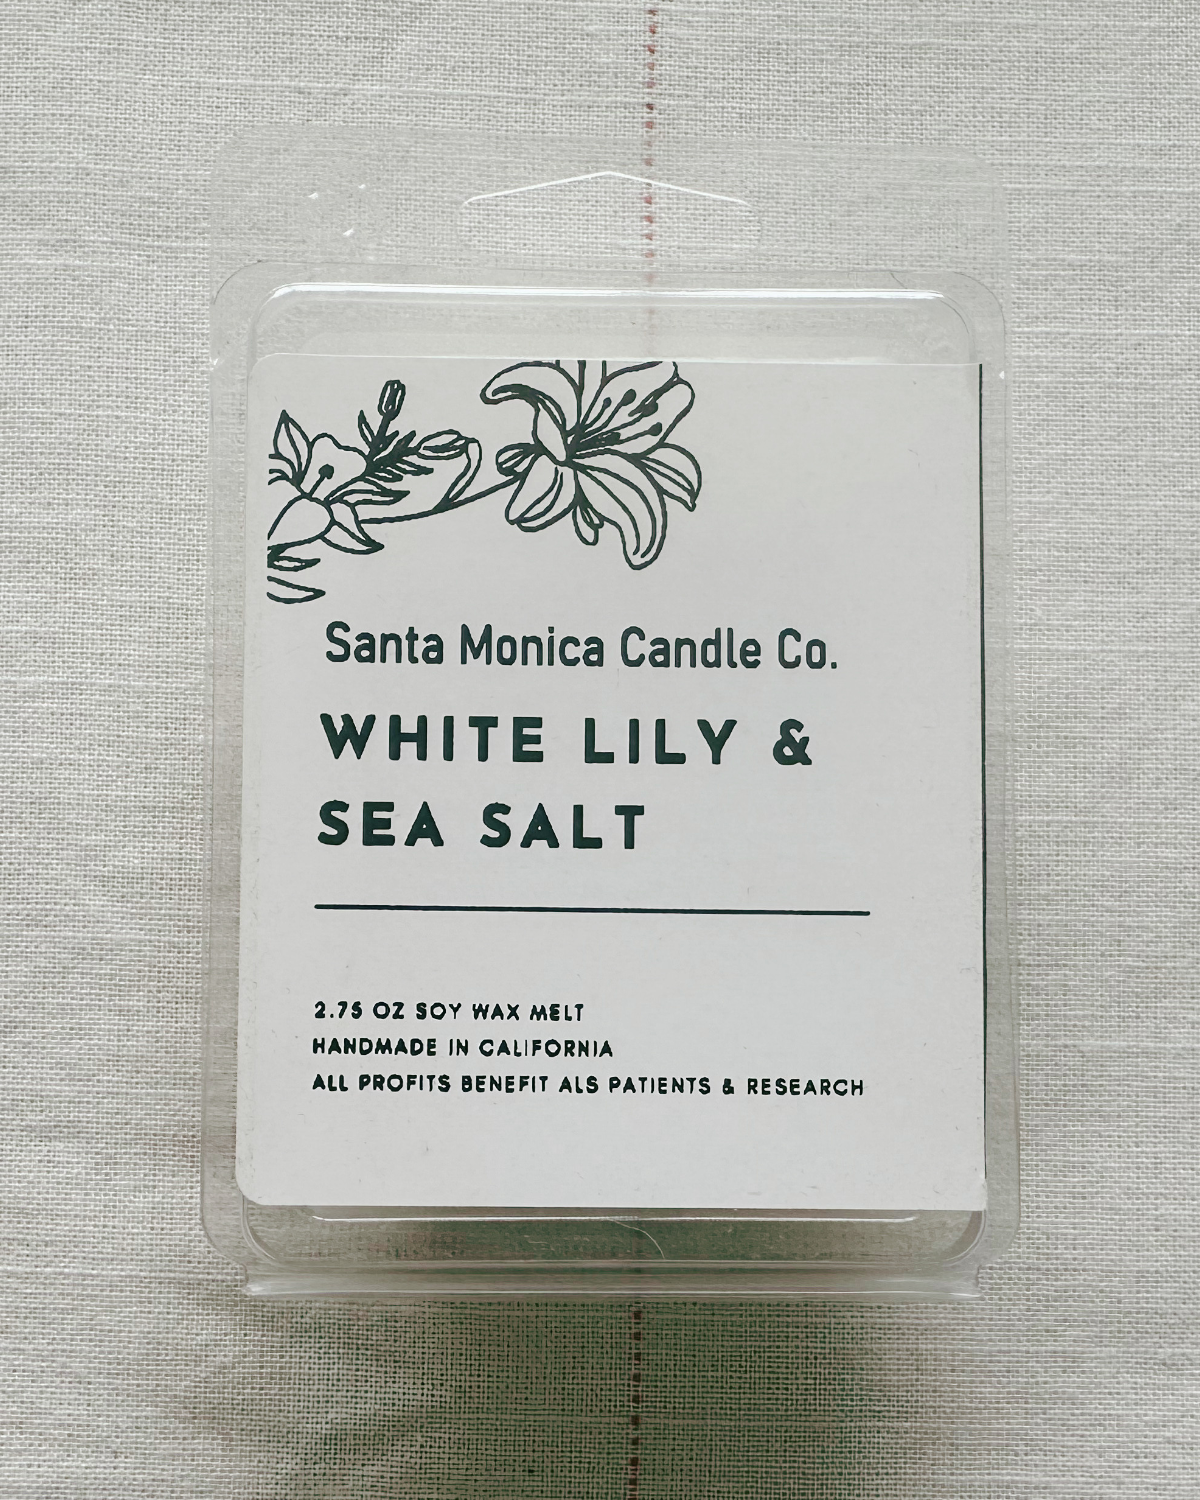 Santa Monica Candle Co.
WHITE LILY &
SEA SALT
2.75 OZ SOY WAX MELT
HANDMADE IN CALIFORNIA
ALL PROFITS BENEFIT ALS PATIENTS & RESEARCH